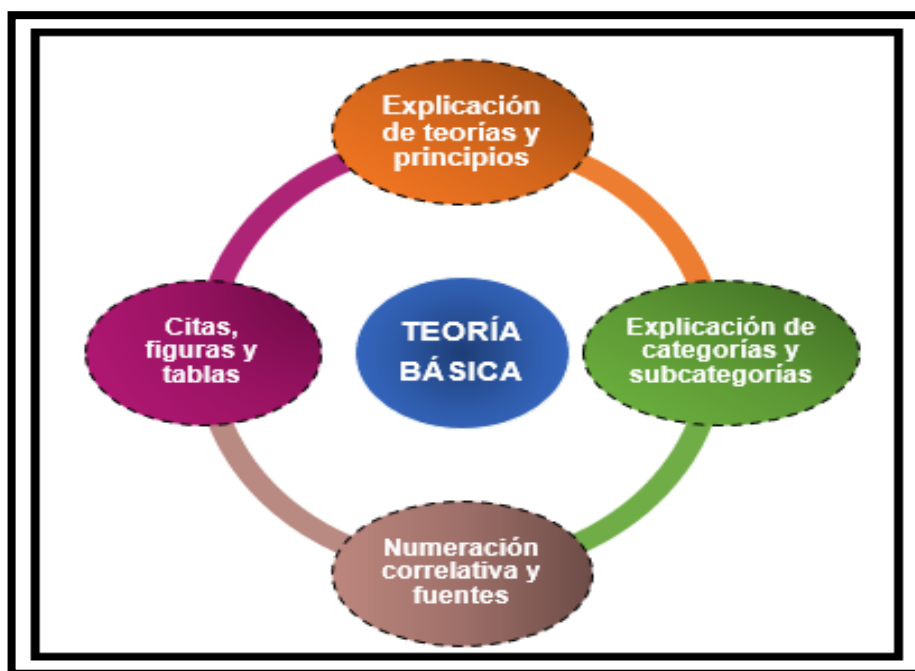 Explicación
de teorías y
principios
Citas,
figuras y
tablas
TEORÍA
BÁSICA
Explicación de
categorías y
subcategorías
Numeración
correlativa y
fuentes